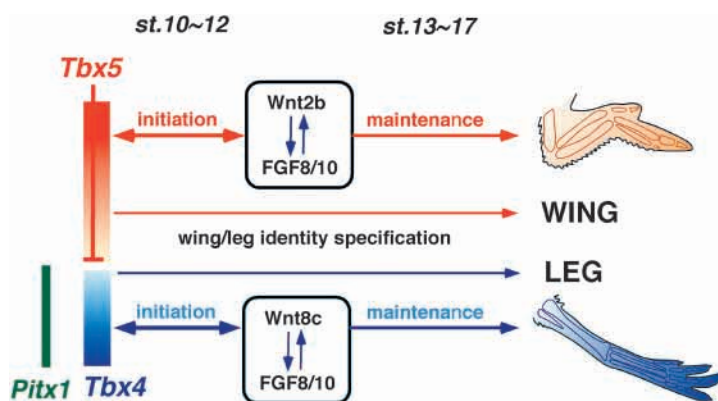 st.10~12
st.13~17
Tbx5
initiation
Wnt2b
FGF8/10
maintenance
WING
wing/leg identity specification
LEG
initiation
Wnt8c
FGF8/10
maintenance
Pitx1
Tbx4